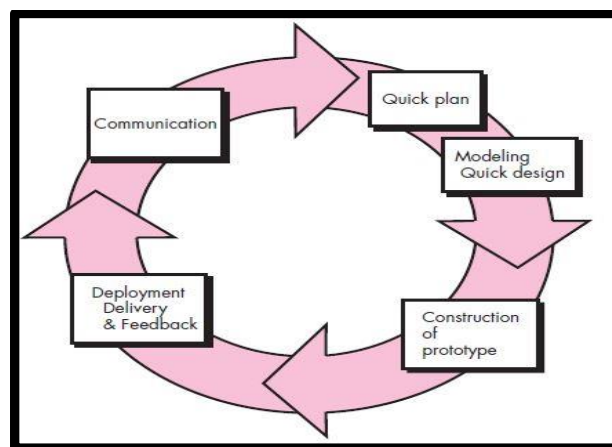 Communication
Quick plan
Modeling
Quick design
Construction
of
prototype
Deployment
Delivery
& Feedback